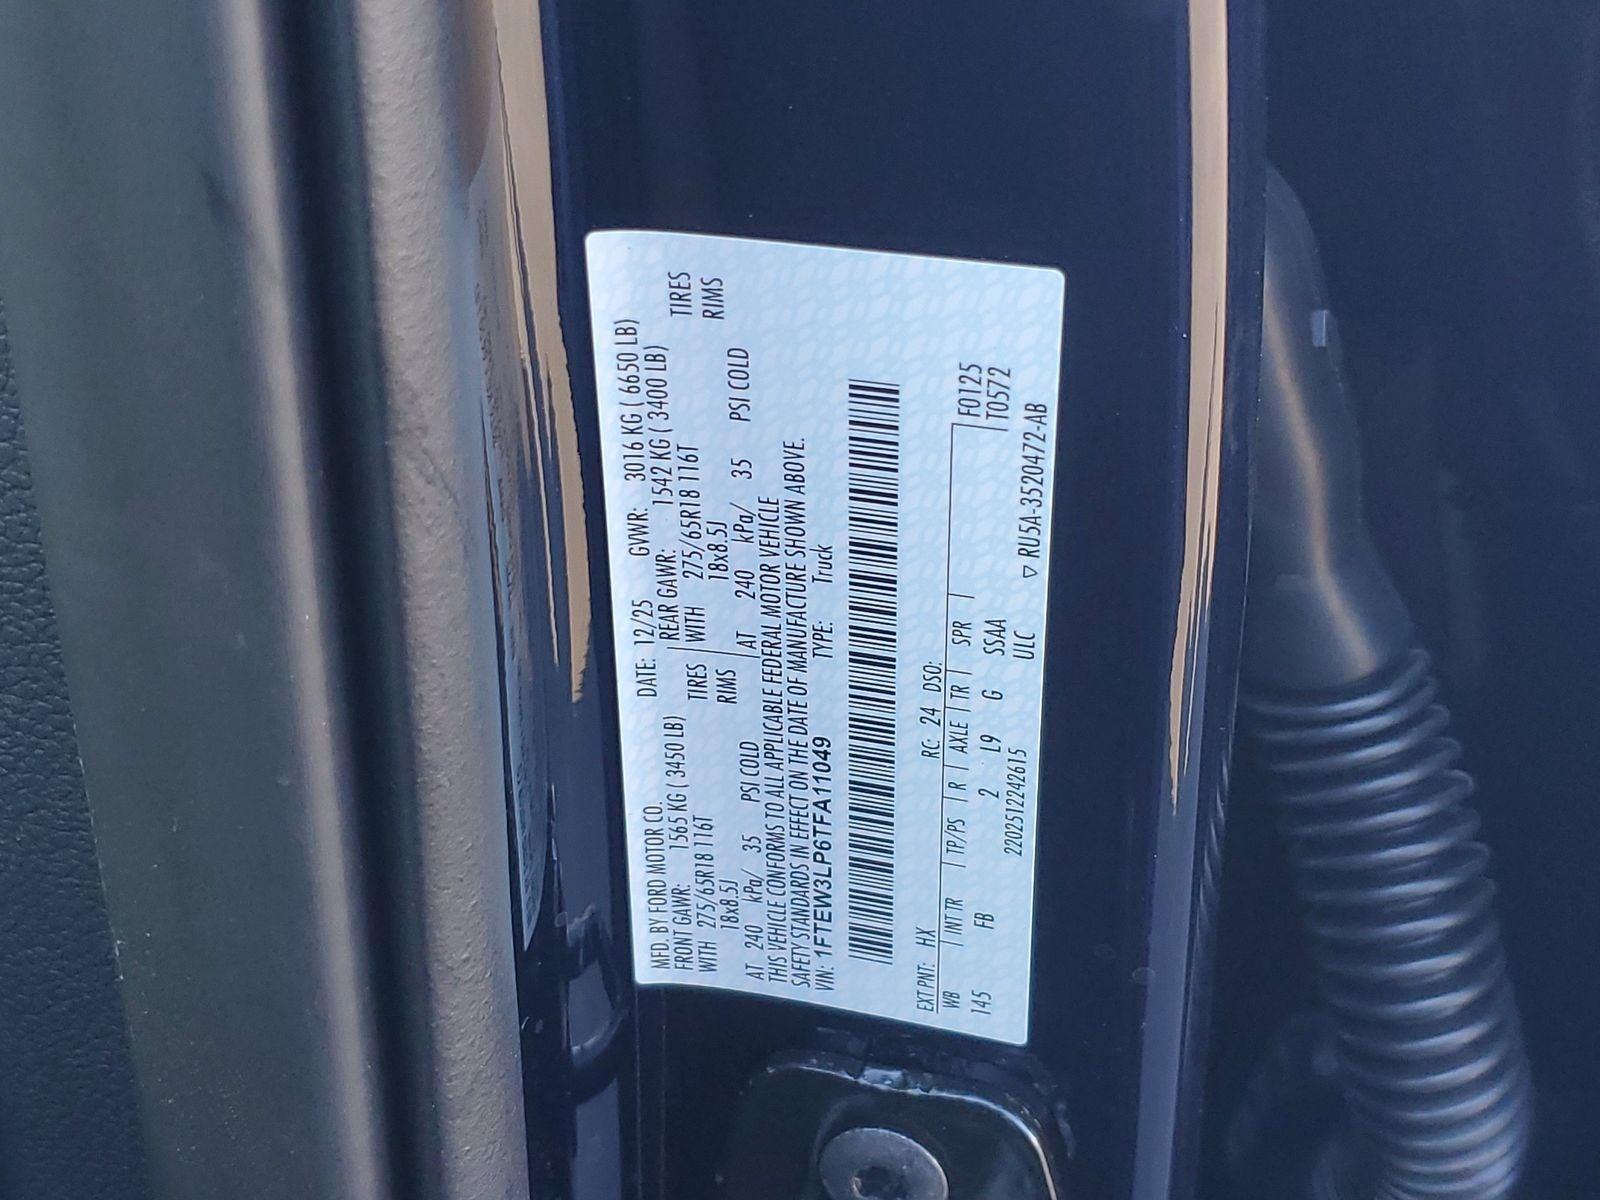 MFD. BY FORD MOTOR CO. DATE: 12/25 GVWR: 3016 KG ( 6650 LB)
FRONT GAWR: 1565 KG ( 3450 LB) REAR GAWR: 1542 KG ( 3400 LB)
WITH 275/65R18 116T TIRES WITH 275/65R18 116T TIRES
18x8.5J RIMS 18x8.5J RIMS
AT 240 kPa/ 35 PSI COLD AT 240 kPa/ 35 PSI COLD
THIS VEHICLE CONFORMS TO ALL APPLICABLE FEDERAL MOTOR VEHICLE
SAFETY STANDARDS IN EFFECT ON THE DATE OF MANUFACTURE SHOWN ABOVE.
VIN: 1FTEW3LP6TFA11049 TYPE: Truck
EXT PNT: HX RC: 24 DSO:
WB INT TR TP/PS R AXLE TR SPR F0125
145 FB 2 L9 G SSAA T0572
2202512242615 ULC ▽ RU5A-3520472-AB